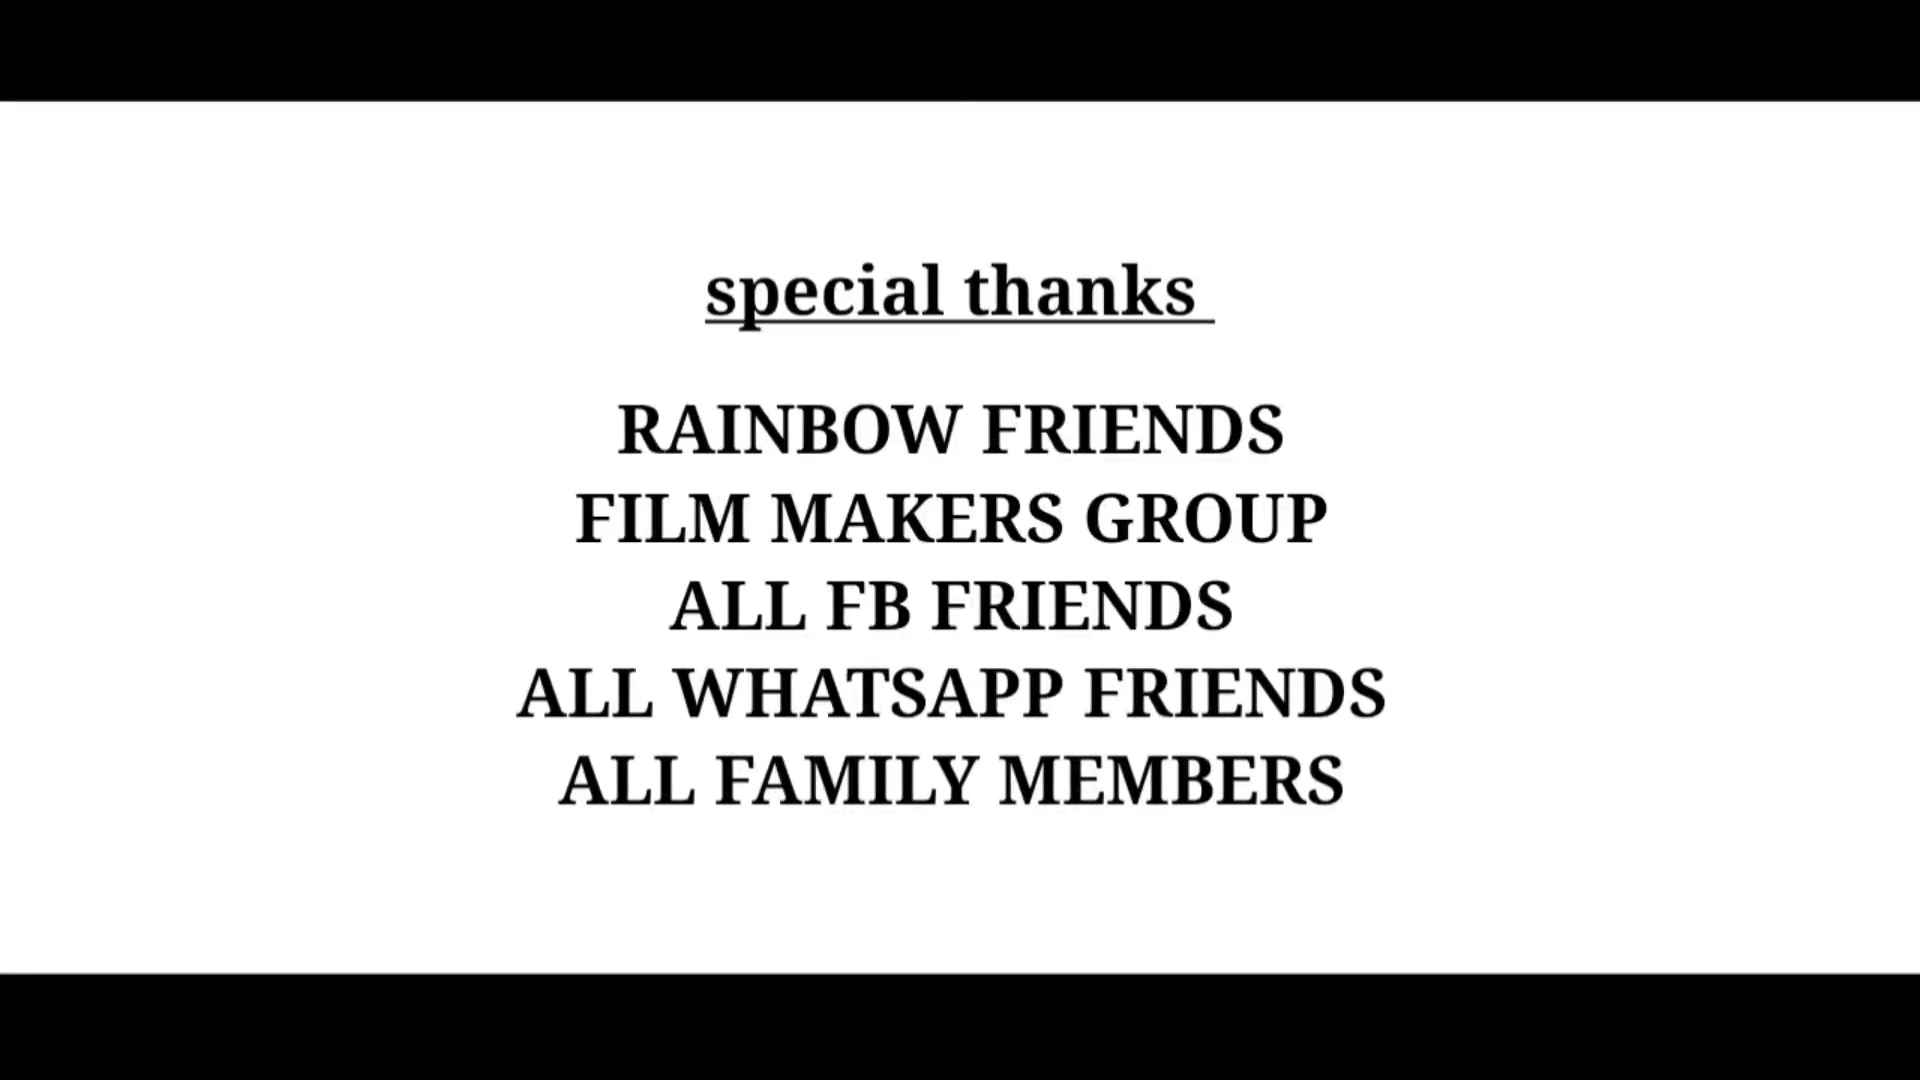 special thanks
RAINBOW FRIENDS
FILM MAKERS GROUP
ALL FB FRIENDS
ALL WHATSAPP FRIENDS
ALL FAMILY MEMBERS